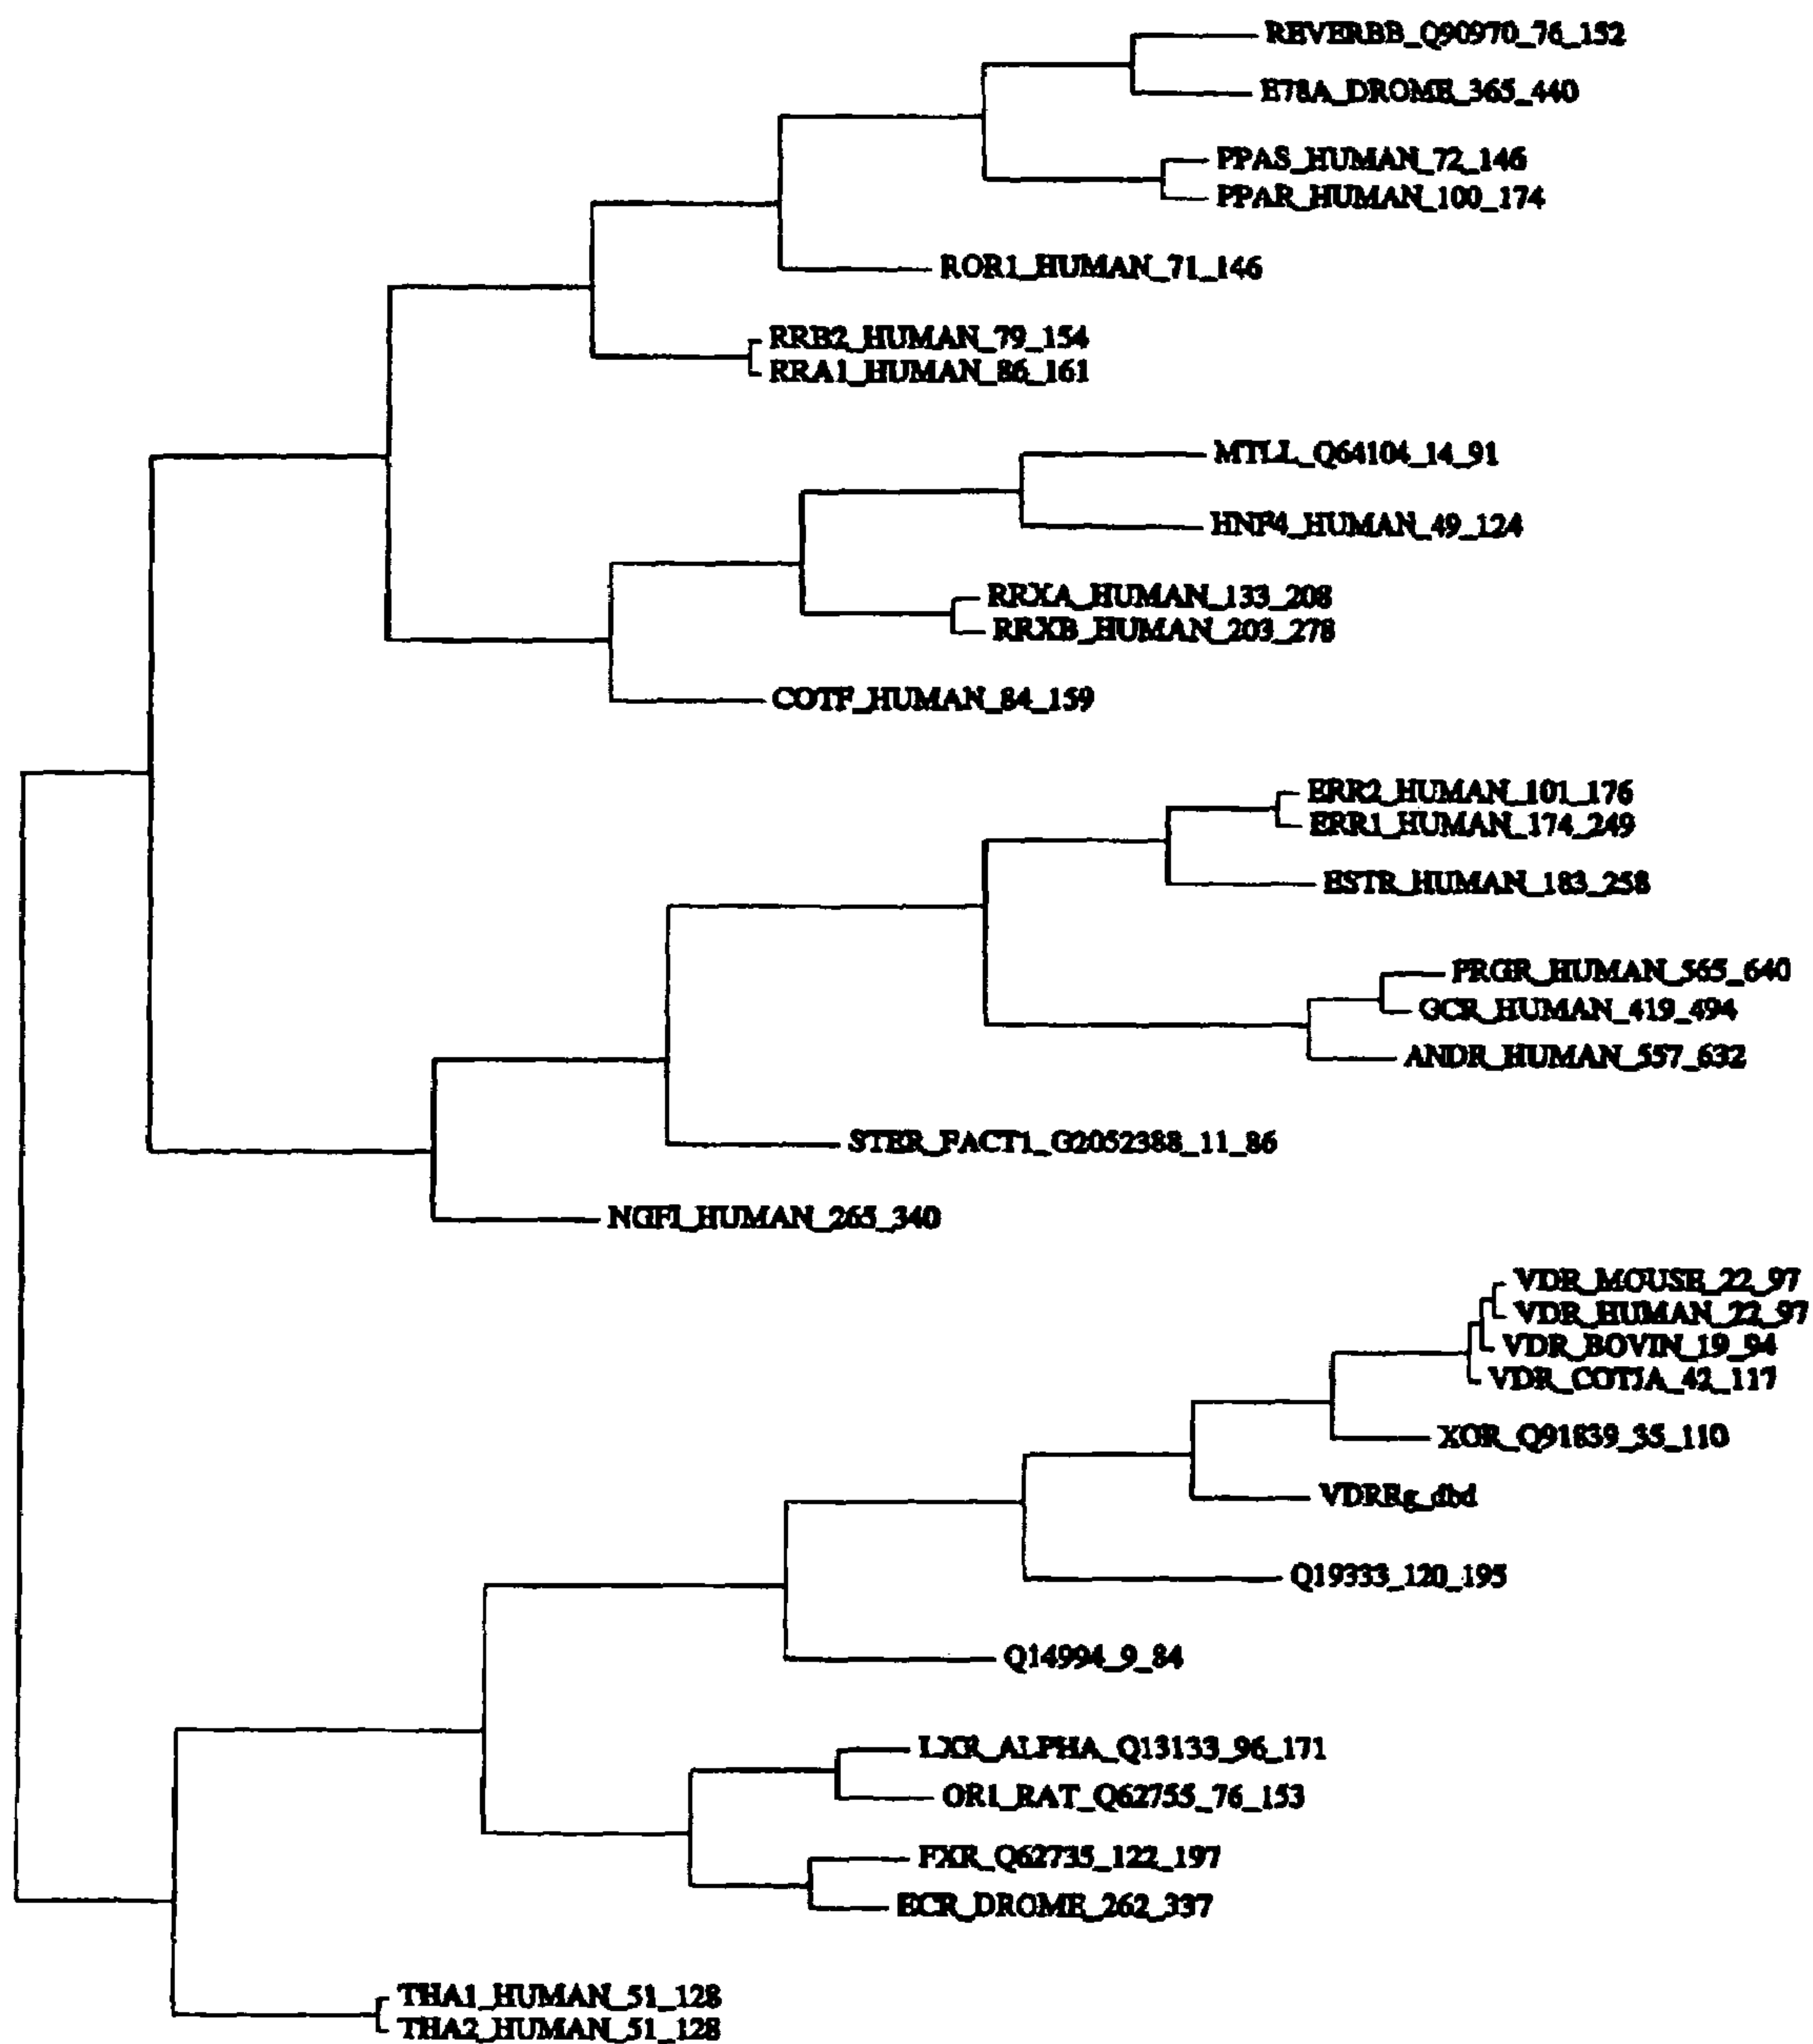 REVERBB_Q90970_76_152
E78A_DROME_365_440
PPAS_HUMAN_72_146
PPAR_HUMAN_100_174
ROR1_HUMAN_71_146
RRB2_HUMAN_79_154
RRA1_HUMAN_86_161
MTLL_Q64104_14_91
HNF4_HUMAN_49_124
RRXA_HUMAN_133_208
RRXB_HUMAN_203_278
COTF_HUMAN_84_159
ERR2_HUMAN_101_176
ERR1_HUMAN_174_249
ESTR_HUMAN_183_258
PRGR_HUMAN_565_640
GCR_HUMAN_419_494
ANDR_HUMAN_557_632
STER_FACT1_G2052388_11_86
NGFI_HUMAN_265_340
VDR_MOUSE_22_97
VDR_HUMAN_22_97
VDR_BOVIN_19_94
VDR_COTJA_42_117
XOR_Q91839_35_110
VDRRg_dbd
Q19333_120_195
Q14994_9_84
LXR_ALPHA_Q13133_96_171
OR1_RAT_Q62755_76_153
FXR_Q62735_122_197
ECR_DROME_262_337
THA1_HUMAN_51_128
THA2_HUMAN_51_128